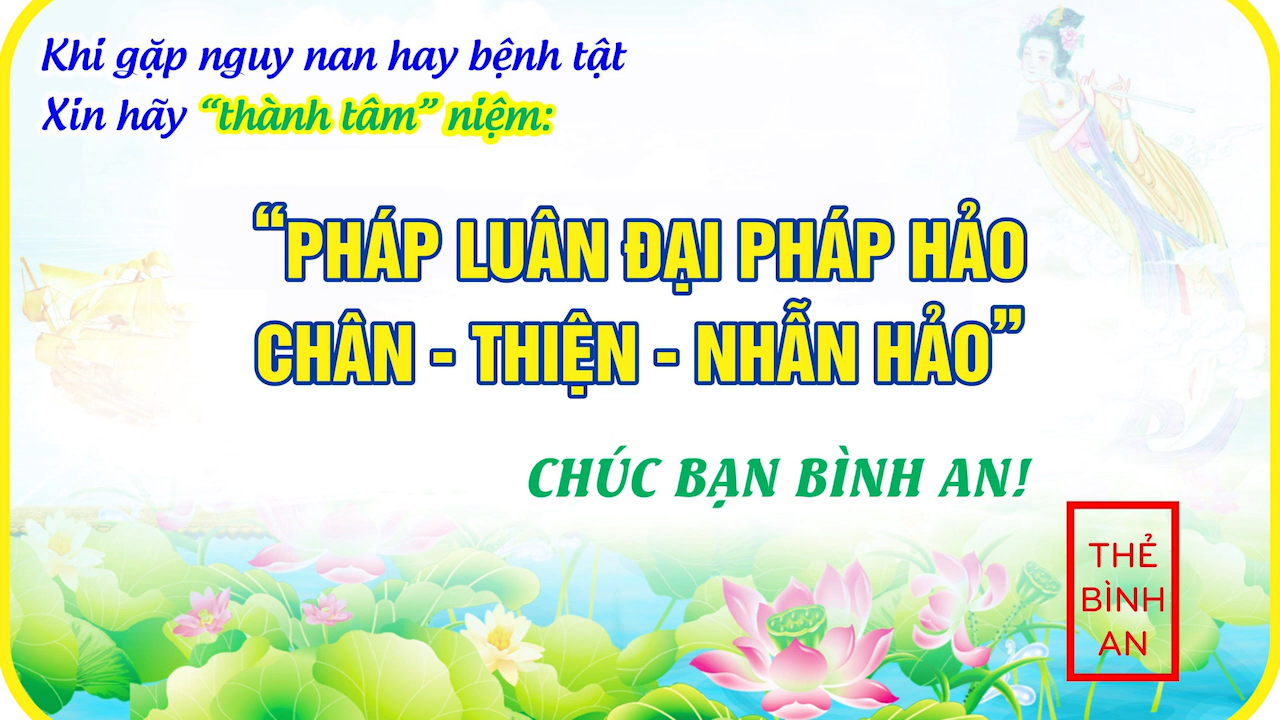 Khi gặp nguy nan hay bệnh tật
Xin hãy “thành tâm” niệm:
“PHÁP LUÂN ĐẠI PHÁP HẢO
CHÂN - THIỆN - NHẪN HẢO”
CHÚC BẠN BÌNH AN!
THẺ
BÌNH
AN